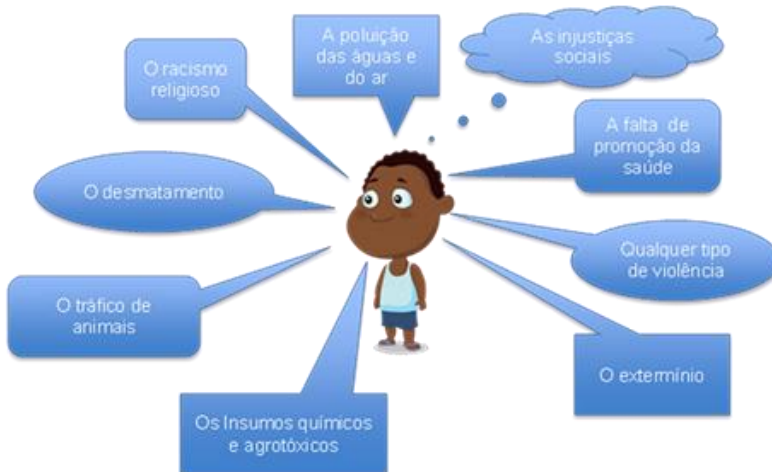 A poluição
das águas e
do ar
As injustiças
sociais
O racismo
religioso
A falta de
promoção da
saúde
O desmatamento
Qualquer tipo
de violência
O tráfico de
animais
O extermínio
Os Insumos químicos
e agrotóxicos